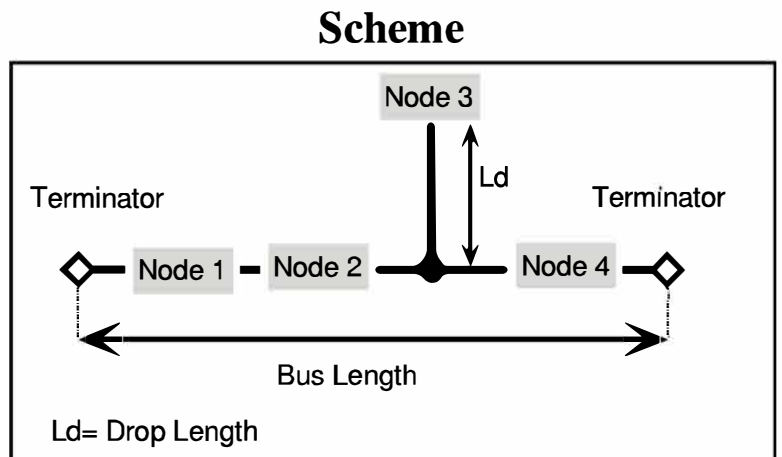 Scheme
Node 3
Ld
Terminator
Terminator
Node 1
Node 2
Node 4
Bus Length
Ld= Drop Length